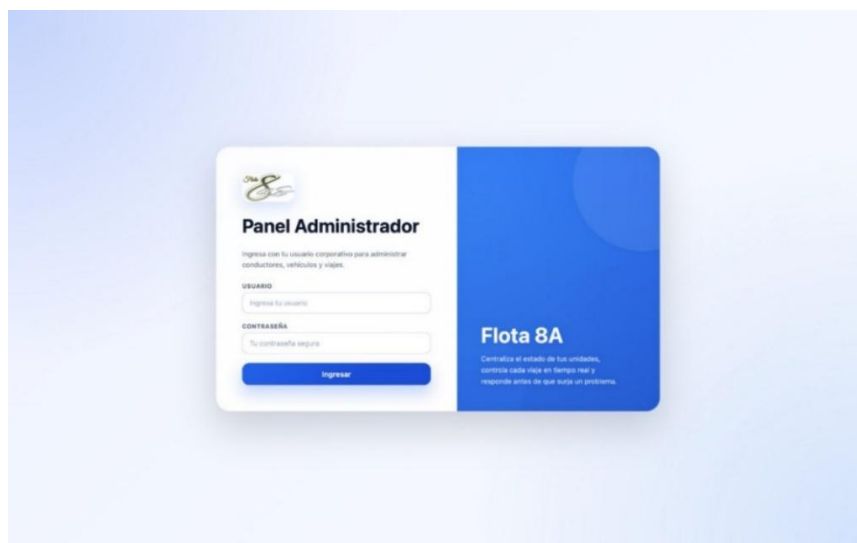 Flota
8
Panel Administrador
Ingresa con tu usuario corporativo para administrar
conductores, vehículos y viajes.
USUARIO
Ingresa tu usuario
CONTRASEÑA
Tu contraseña segura
Ingresar
Flota 8A
Centraliza el estado de tus unidades,
controla cada viaje en tiempo real y
responde antes de que surja un problema.